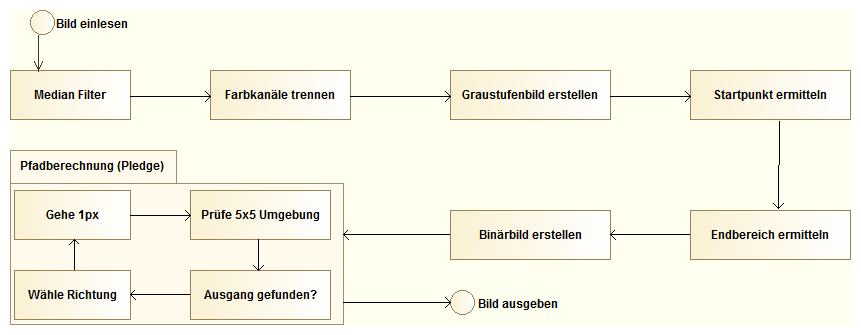 Bild einlesen
Median Filter
Farbkanäle trennen
Graustufenbild erstellen
Startpunkt ermitteln
Endbereich ermitteln
Binärbild erstellen
Pfadberechnung (Pledge)
Gehe 1px
Prüfe 5x5 Umgebung
Ausgang gefunden?
Wähle Richtung
Bild ausgeben